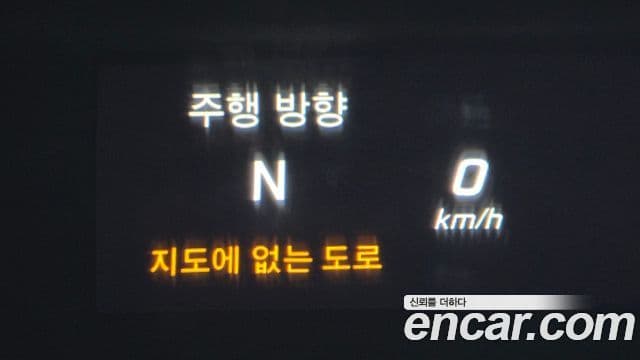 주행 방향
N
0
km/h
지도에 없는 도로
신뢰를 더하다
encar.com